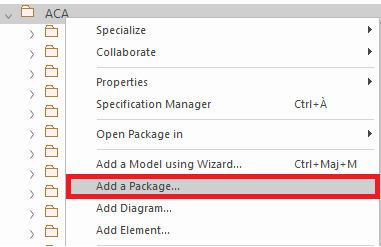 ACA
Specialize
Collaborate
Properties
Specification Manager Ctrl+À
Open Package in
Add a Model using Wizard... Ctrl+Maj+M
Add a Package...
Add Diagram...
Add Element...